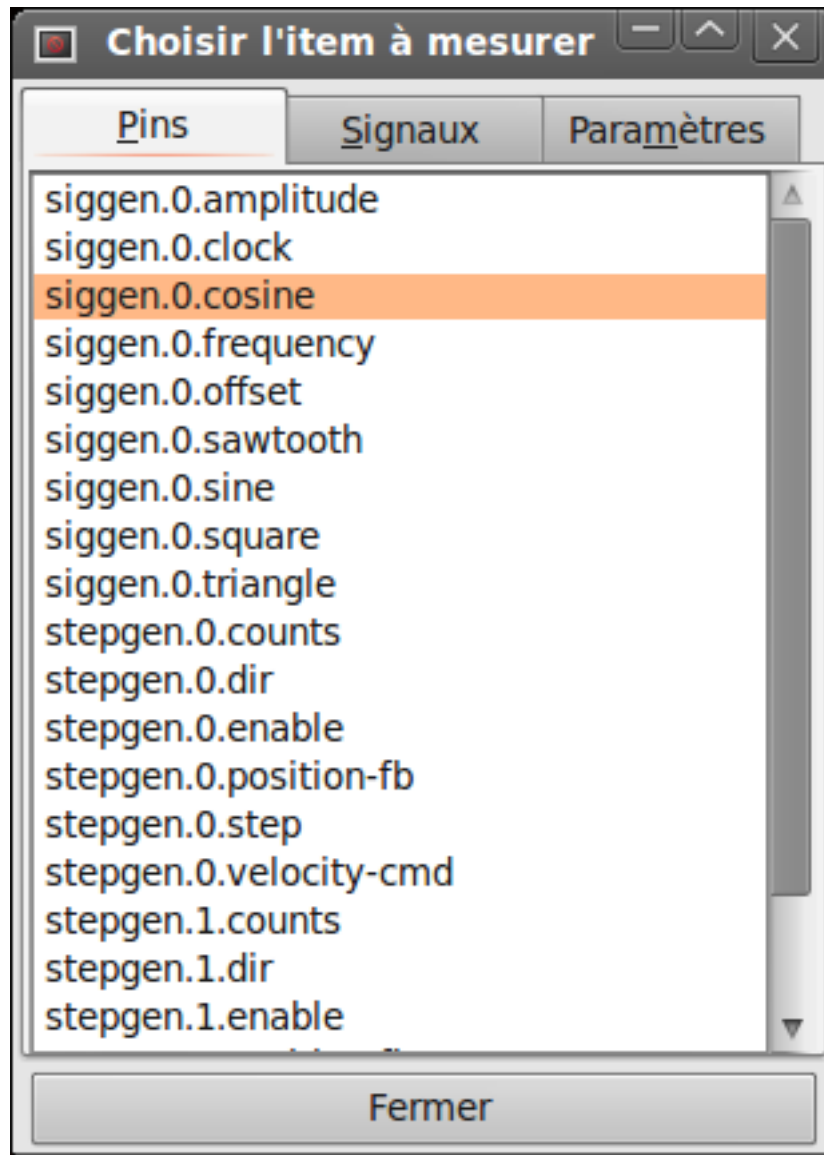 Choisir l'item à mesurer
Pins Signaux Paramètres
siggen.0.amplitude
siggen.0.clock
siggen.0.cosine
siggen.0.frequency
siggen.0.offset
siggen.0.sawtooth
siggen.0.sine
siggen.0.square
siggen.0.triangle
stepgen.0.counts
stepgen.0.dir
stepgen.0.enable
stepgen.0.position-fb
stepgen.0.step
stepgen.0.velocity-cmd
stepgen.1.counts
stepgen.1.dir
stepgen.1.enable
Fermer